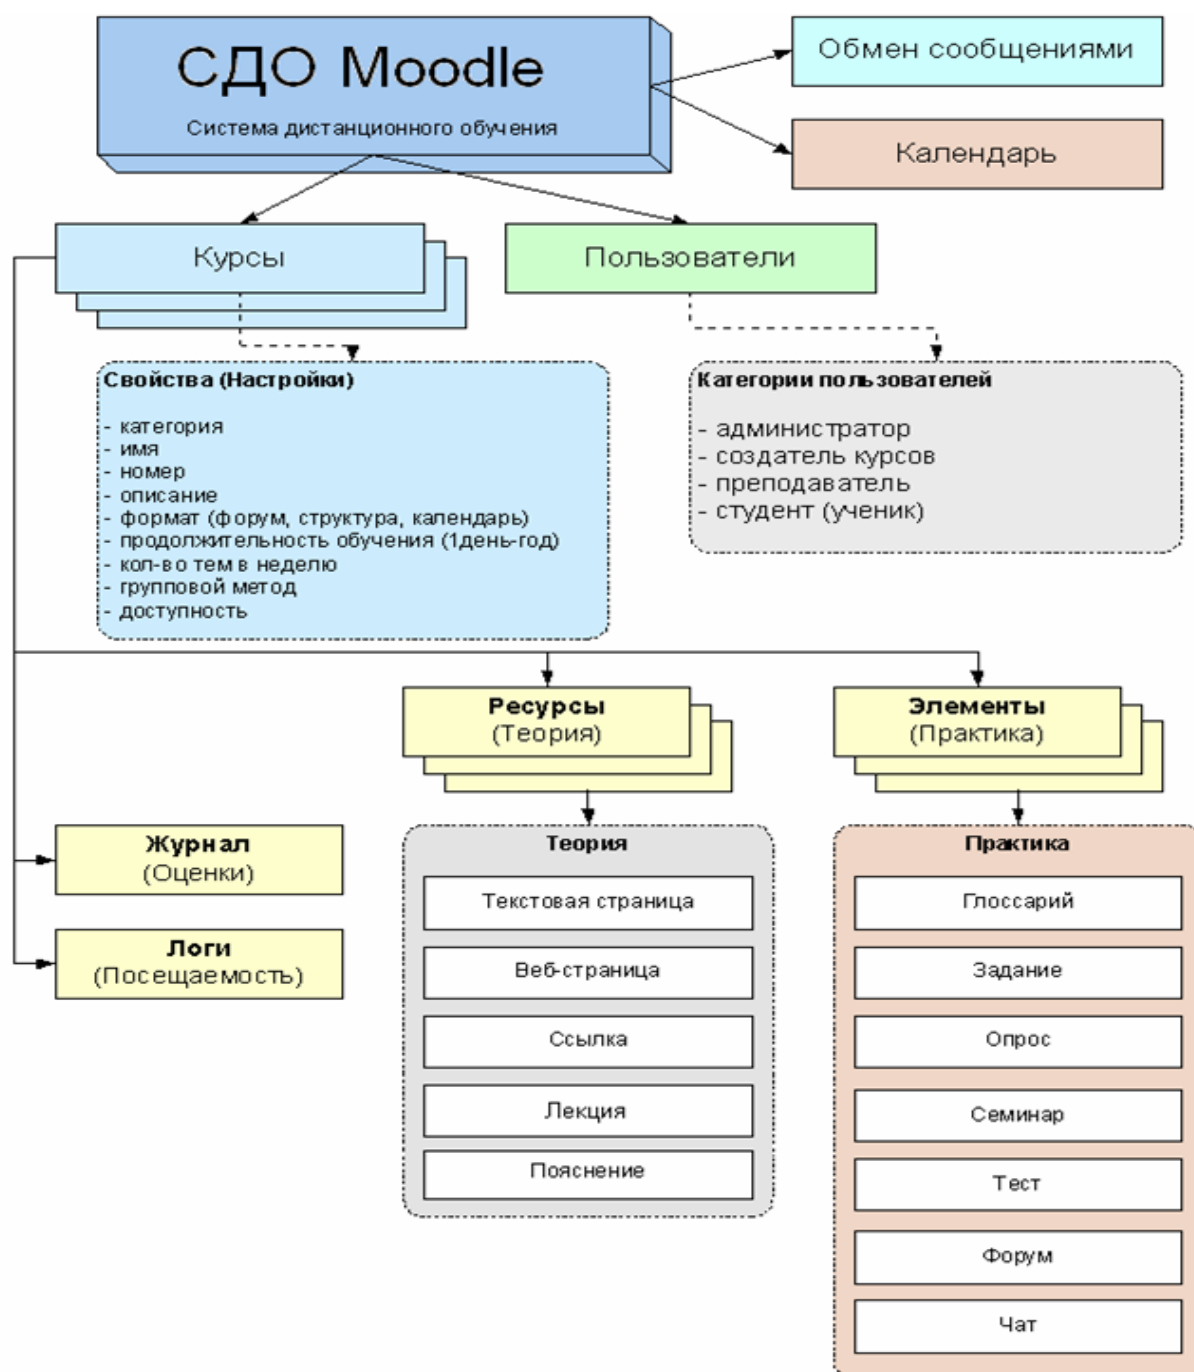 СДО Moodle
Система дистанционного обучения
Обмен сообщениями
Календарь
Курсы
Пользователи
Свойства (Настройки)
- категория
- имя
- номер
- описание
- формат (форум, структура, календарь)
- продолжительность обучения (1день-год)
- кол-во тем в неделю
- групповой метод
- доступность
Категории пользователей
- администратор
- создатель курсов
- преподаватель
- студент (ученик)
Ресурсы
(Теория)
Элементы
(Практика)
Журнал
(Оценки)
Логи
(Посещаемость)
Теория
Текстовая страница
Веб-страница
Ссылка
Лекция
Пояснение
Практика
Глоссарий
Задание
Опрос
Семинар
Тест
Форум
Чат